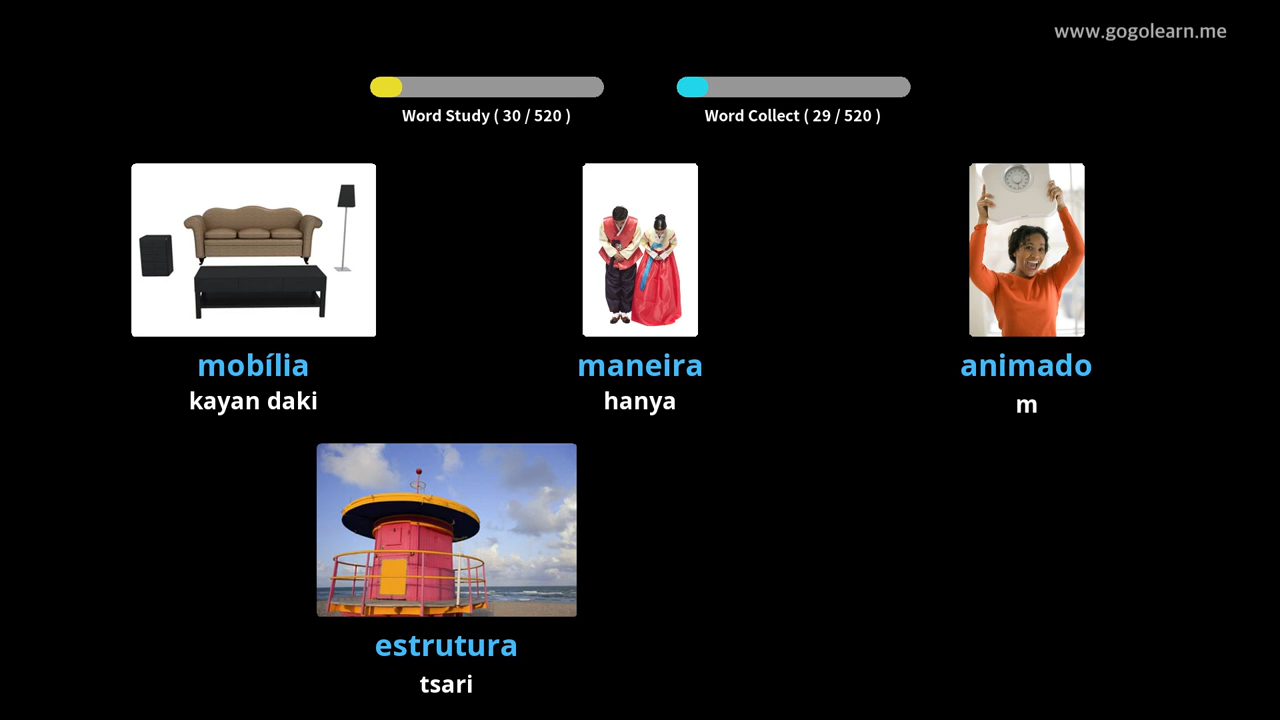 www.gogolearn.me
Word Study ( 30 / 520 )
Word Collect ( 29 / 520 )
mobília
kayan daki
maneira
hanya
animado
m
estrutura
tsari